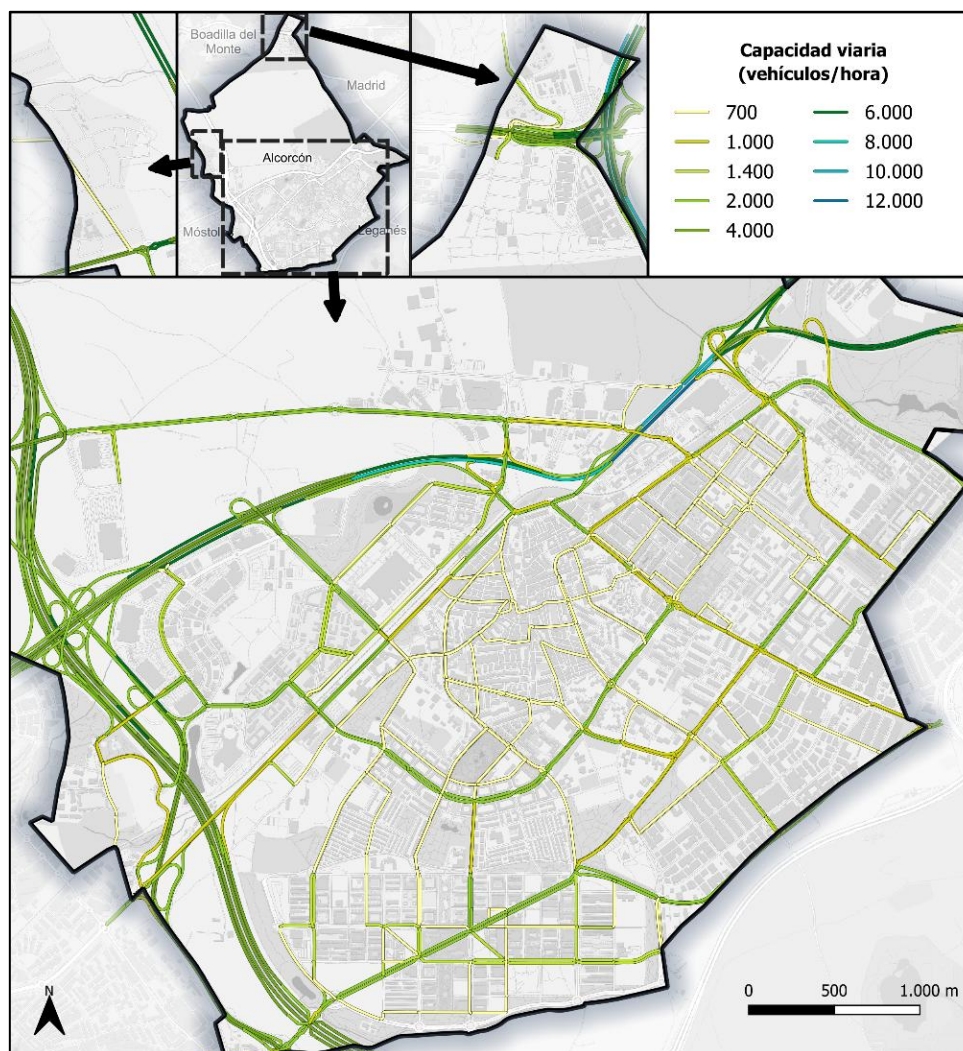 Boadilla del
Monte
Madrid
Alcorcón
Móstol
Leganés
Capacidad viaria
(vehículos/hora)
700
1.000
1.400
2.000
4.000
6.000
8.000
10.000
12.000
N
0 500 1.000 m